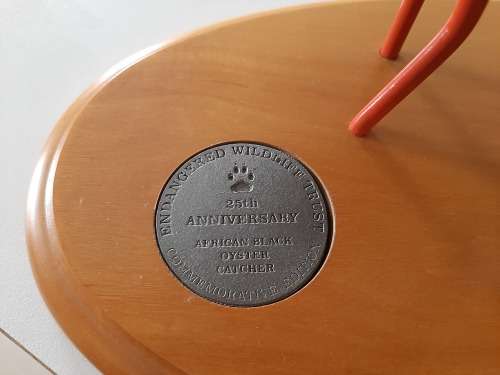 ENDANGERED WILDLIFE TRUST
25th
ANNIVERSARY
AFRICAN BLACK
OYSTER
CATCHER
COMMEMORATIVE EDITION